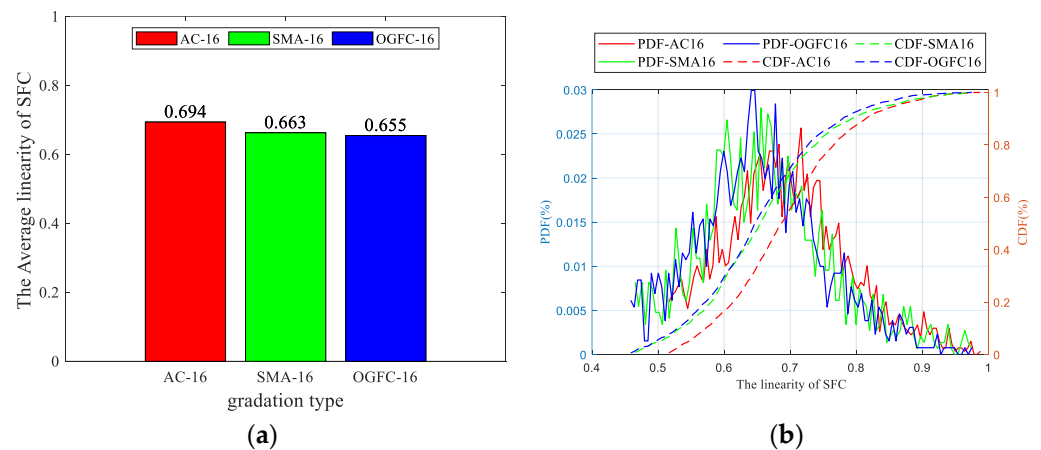 The Average linearity of SFC
1
0.8
0.6
0.4
0.2
0
AC-16 SMA-16 OGFC-16
0.694
0.663
0.655
AC-16 SMA-16 OGFC-16
gradation type
(a)
PDF-AC16 PDF-OGFC16 CDF-SMA16
PDF-SMA16 CDF-AC16 CDF-OGFC16
PDF(%)
0.03
0.025
0.02
0.015
0.01
0.005
0
0.4 0.5 0.6 0.7 0.8 0.9 1
The linearity of SFC
1
0.8
0.6
0.4
0.2
0
CDF(%)
(b)